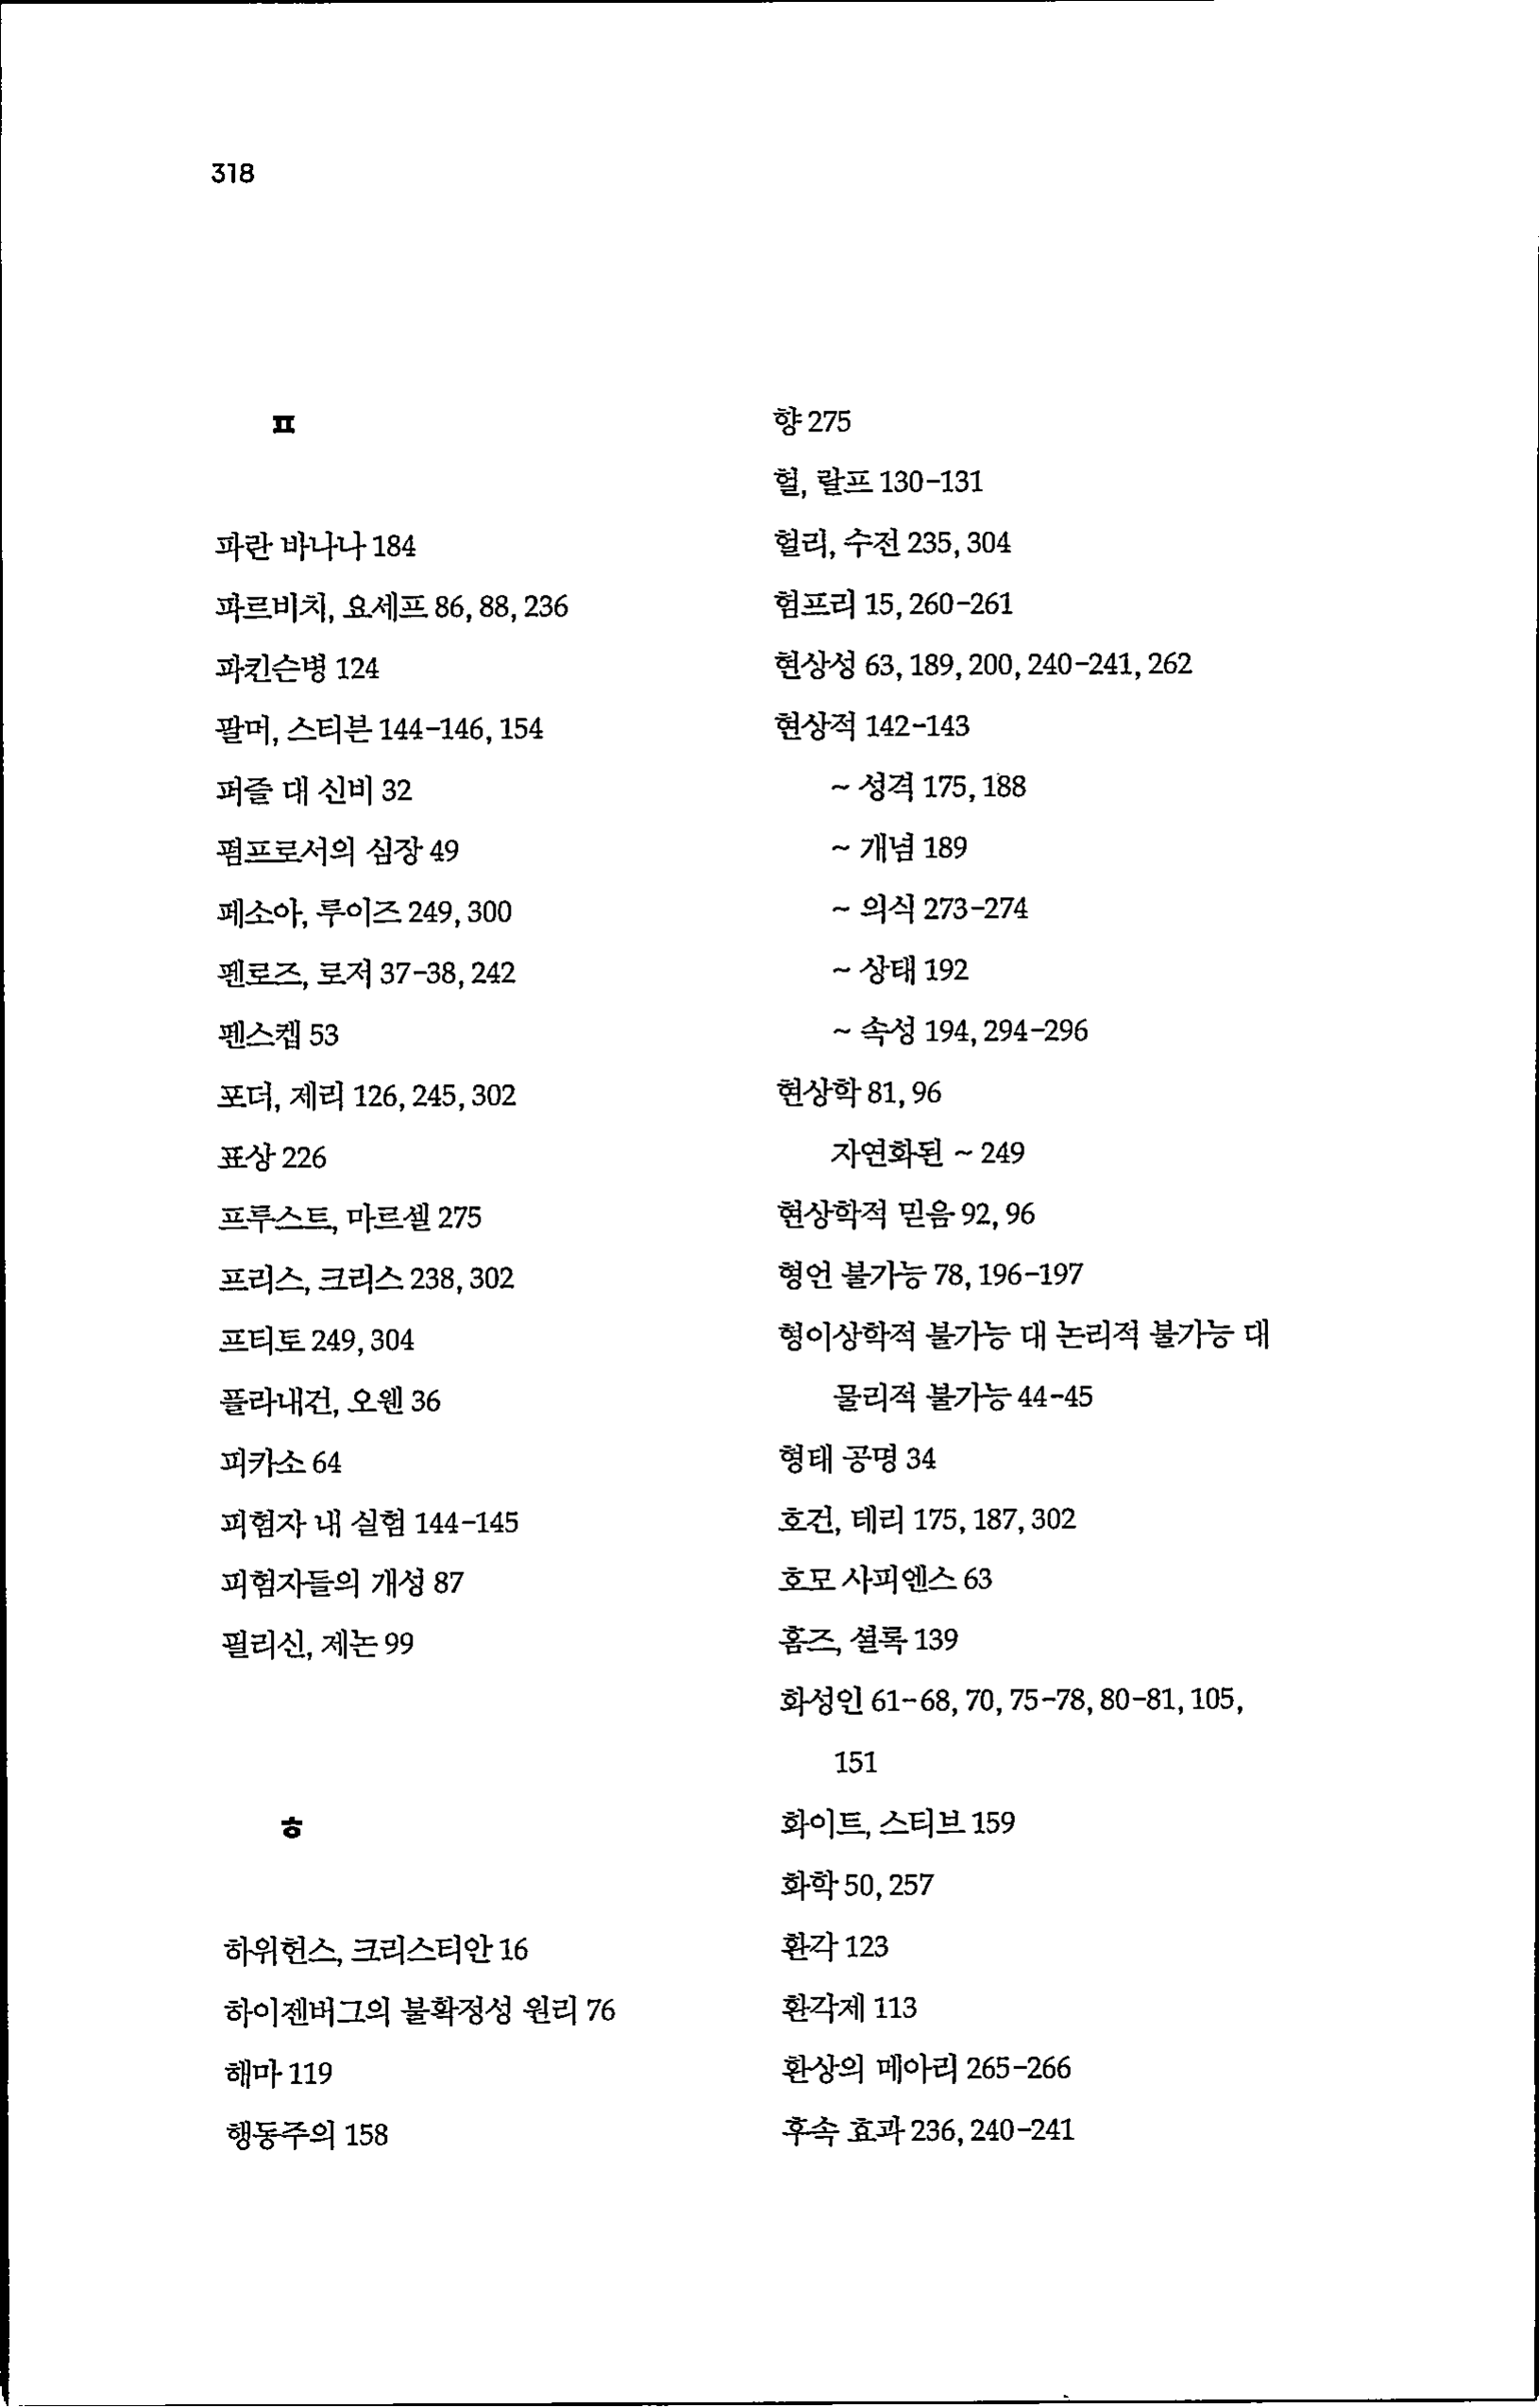 318
ㅍ
파란 바나나 184
파르비치, 요세프 86, 88, 236
파킨슨병 124
팔머, 스티븐 144-146, 154
퍼즐 대 신비 32
펌프로서의 심장 49
페소아, 루이즈 249, 300
펜로즈, 로저 37-38, 242
펜스켑 53
포더, 제리 126, 245, 302
표상 226
프루스트, 마르셀 275
프리스, 크리스 238, 302
프티토 249, 304
플라내건, 오웬 36
피카소 64
피험자 내 실험 144-145
피험자들의 개성 87
필리신, 제논 99
ㅎ
하위헌스, 크리스티안 16
하이젠버그의 불확정성 원리 76
해마 119
행동주의 158
향 275
헐, 랄프 130-131
헐리, 수전 235, 304
험프리 15, 260-261
현상성 63, 189, 200, 240-241, 262
현상적 142-143
~ 성격 175, 188
~ 개념 189
~ 의식 273-274
~ 상태 192
~ 속성 194, 294-296
현상학 81, 96
자연화된 ~ 249
현상학적 믿음 92, 96
형언 불가능 78, 196-197
형이상학적 불가능 대 논리적 불가능 대
물리적 불가능 44-45
형태 공명 34
호건, 테리 175, 187, 302
호모 사피엔스 63
홈즈, 셜록 139
화성인 61-68, 70, 75-78, 80-81, 105,
151
화이트, 스티브 159
화학 50, 257
환각 123
환각제 113
환상의 메아리 265-266
후속 효과 236, 240-241